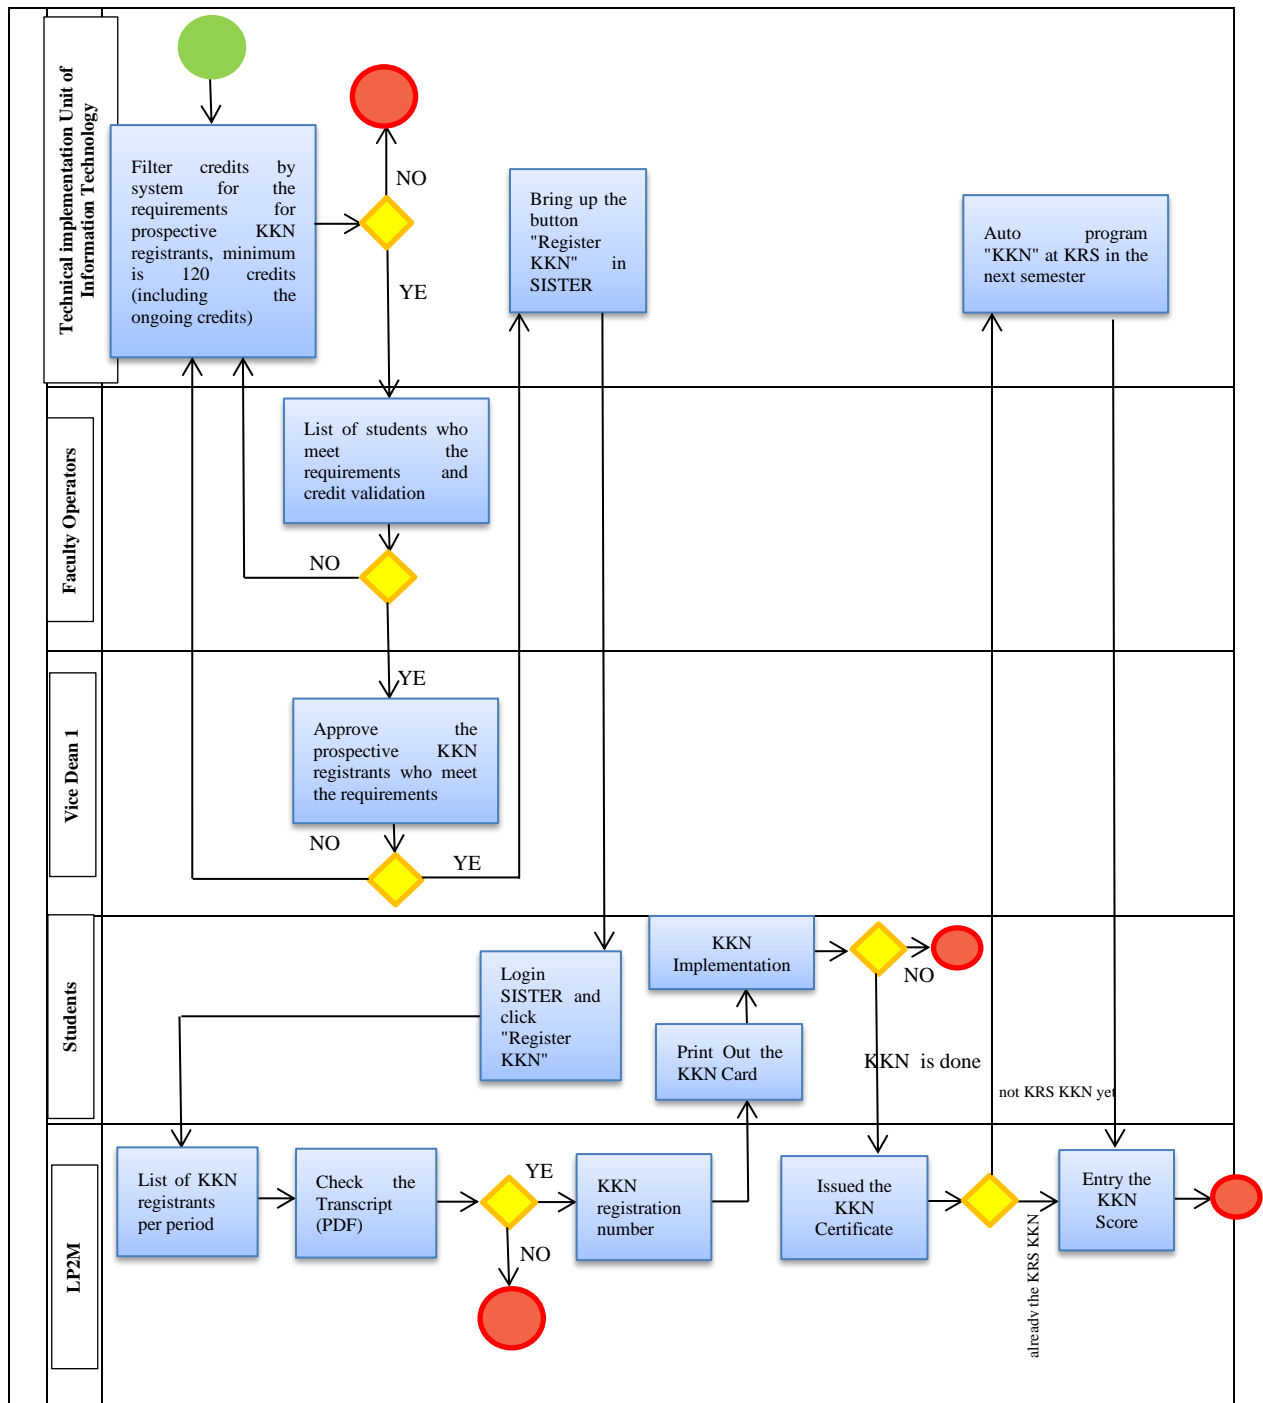 Technical implementation Unit of
Information Technology
Filter credits by
system for the
requirements for
prospective KKN
registrants, minimum
is 120 credits
(including the
ongoing credits)
NO
YE
Bring up the
button
"Register
KKN" in
SISTER
Auto program
"KKN" at KRS in the
next semester
Faculty Operators
List of students who
meet the
requirements and
credit validation
NO
YE
Vice Dean 1
Approve the
prospective KKN
registrants who meet
the requirements
NO
YE
Students
Login
SISTER and
click
"Register
KKN"
KKN
Implementation
NO
Print Out the
KKN Card
KKN is done
not KRS KKN yet
LP2M
List of KKN
registrants
per period
Check the
Transcript
(PDF)
YE
NO
KKN
registration
number
Issued the
KKN
Certificate
already the KRS KKN
Entry the
KKN
Score